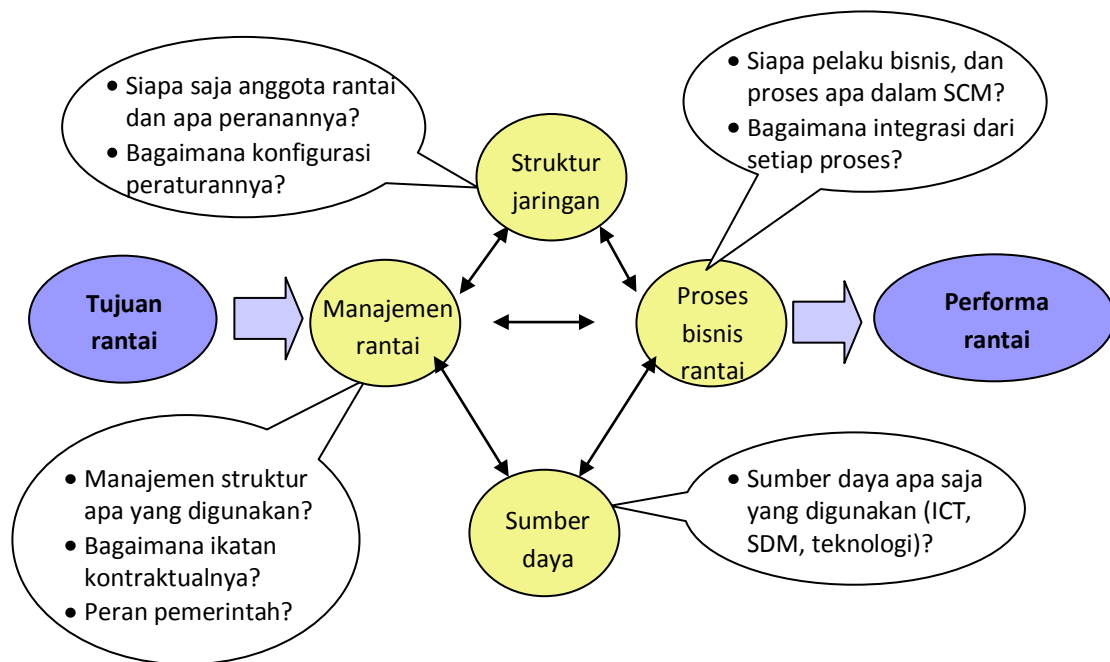 • Siapa saja anggota rantai
dan apa peranannya?
• Bagaimana konfigurasi
peraturannya?
• Siapa pelaku bisnis, dan
proses apa dalam SCM?
• Bagaimana integrasi dari
setiap proses?
Struktur
jaringan
Tujuan
rantai
Manajemen
rantai
Proses
bisnis
rantai
Performa
rantai
• Manajemen struktur
apa yang digunakan?
• Bagaimana ikatan
kontraktualnya?
• Peran pemerintah?
Sumber
daya
• Sumber daya apa saja
yang digunakan (ICT,
SDM, teknologi)?